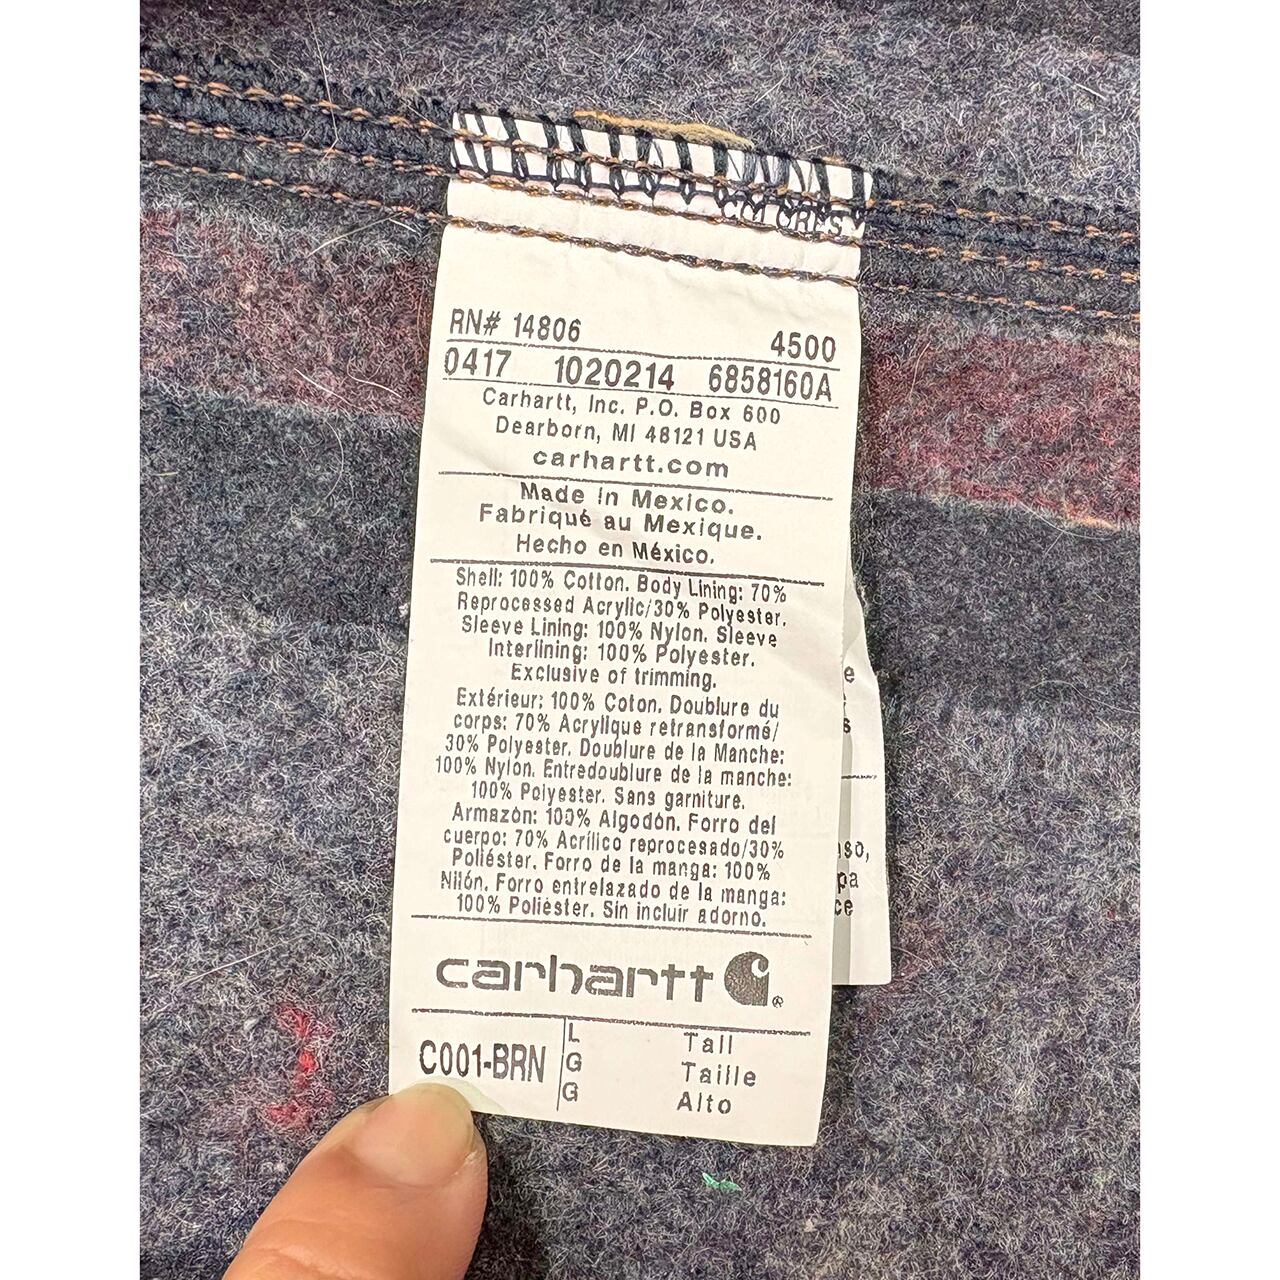 COLORES
RN# 14806 4500
0417 1020214 6858160A
Carhartt, Inc. P.O. Box 600
Dearborn, MI 48121 USA
carhartt.com
Made in Mexico.
Fabriqué au Mexique.
Hecho en México.
Shell: 100% Cotton. Body Lining: 70%
Reprocessed Acrylic/30% Polyester.
Sleeve Lining: 100% Nylon. Sleeve
Interlining: 100% Polyester.
Exclusive of trimming.
Extérieur: 100% Coton. Doublure du
corps: 70% Acrylique retransformé/
30% Polyester. Doublure de la Manche:
100% Nylon. Entredoublure de la manche:
100% Polyester. Sans garniture.
Armazón: 100% Algodón. Forro del
cuerpo: 70% Acrílico reprocesado/30%
Poliéster. Forro de la manga: 100%
Nilón. Forro entrelazado de la manga:
100% Poliéster. Sin incluir adorno.
carhartt ®
C001-BRN L Tall
G Taille
G Alto